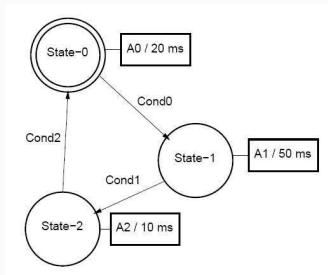 State-0
A0 / 20 ms
Cond0
Cond2
State-1
A1 / 50 ms
Cond1
State-2
A2 / 10 ms